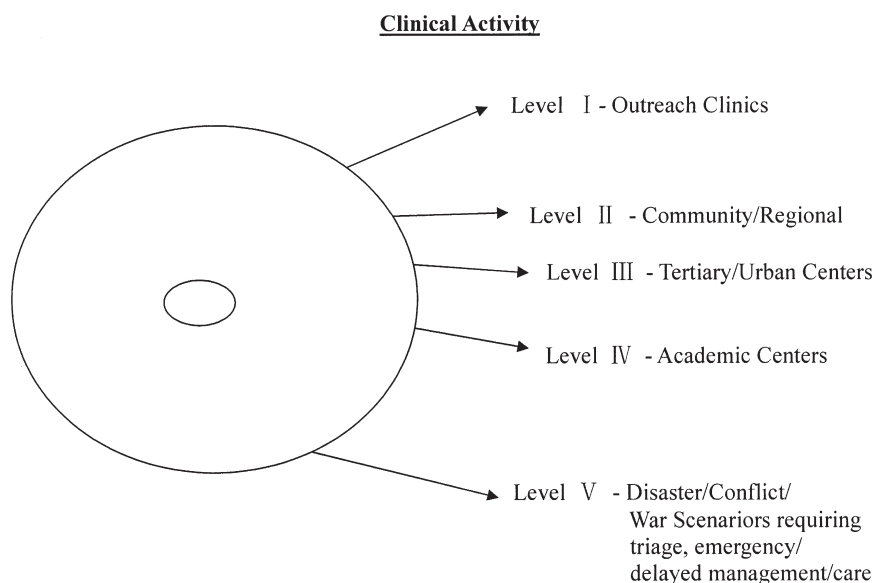 Clinical Activity
Level Ⅰ - Outreach Clinics
Level Ⅱ - Community/Regional
Level Ⅲ - Tertiary/Urban Centers
Level Ⅳ - Academic Centers
Level Ⅴ - Disaster/Conflict/
War Scenariors requiring
triage, emergency/
delayed management/care